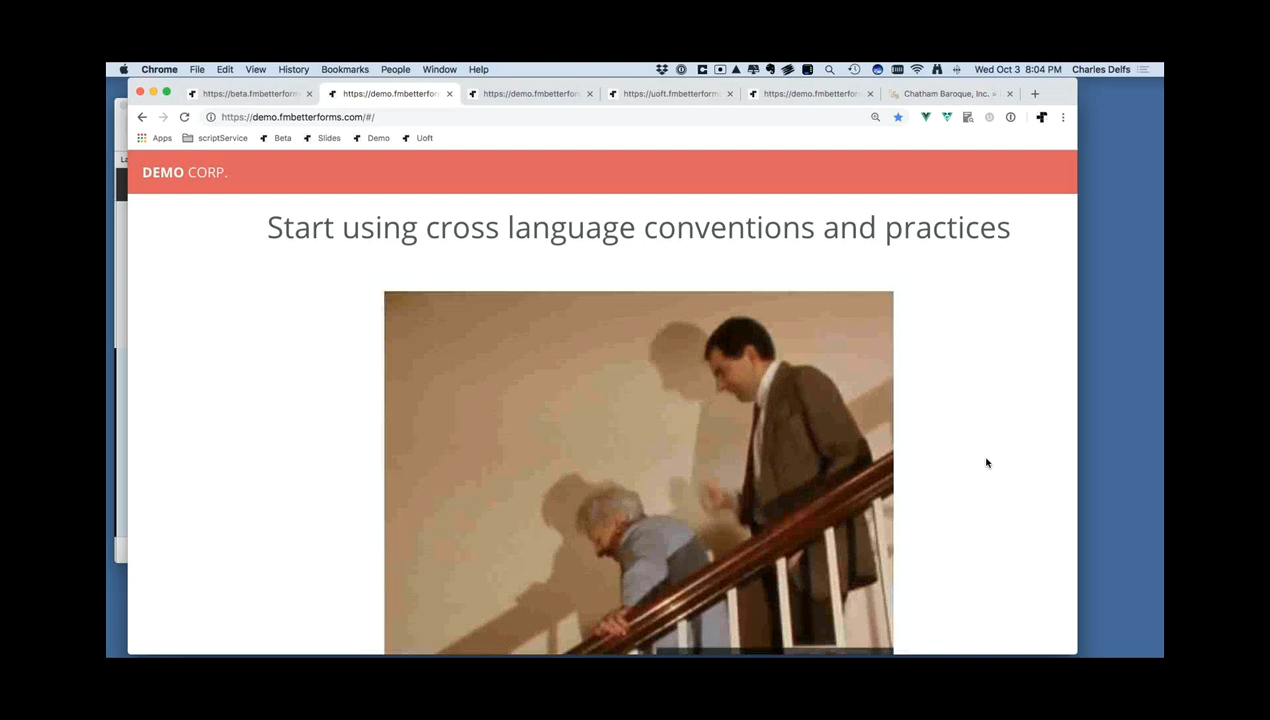 Chrome File Edit View History Bookmarks People Window Help Wed Oct 3 8:04 PM Charles Delfs
https://beta.fmbetterforms https://demo.fmbetterfor https://demo.fmbetterfor https://uoft.fmbetterforms https://demo.fmbetterfor Chatham Baroque, Inc. »
https://demo.fmbetterforms.com/#/
Apps scriptService Beta Slides Demo Uoft
DEMO CORP.
Start using cross language conventions and practices